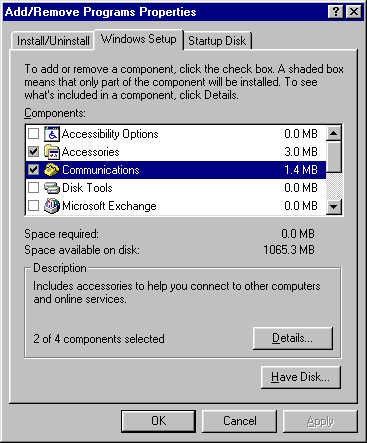 Add/Remove Programs Properties
Install/Uninstall Windows Setup Startup Disk
To add or remove a component, click the check box. A shaded box
means that only part of the component will be installed. To see
what's included in a component, click Details.
Components:
Accessibility Options 0.0 MB
Accessories 3.0 MB
Communications 1.4 MB
Disk Tools 0.0 MB
Microsoft Exchange 0.0 MB
Space required: 0.0 MB
Space available on disk: 1065.3 MB
Description
Includes accessories to help you connect to other computers
and online services.
2 of 4 components selected Details...
Have Disk...
OK Cancel Apply